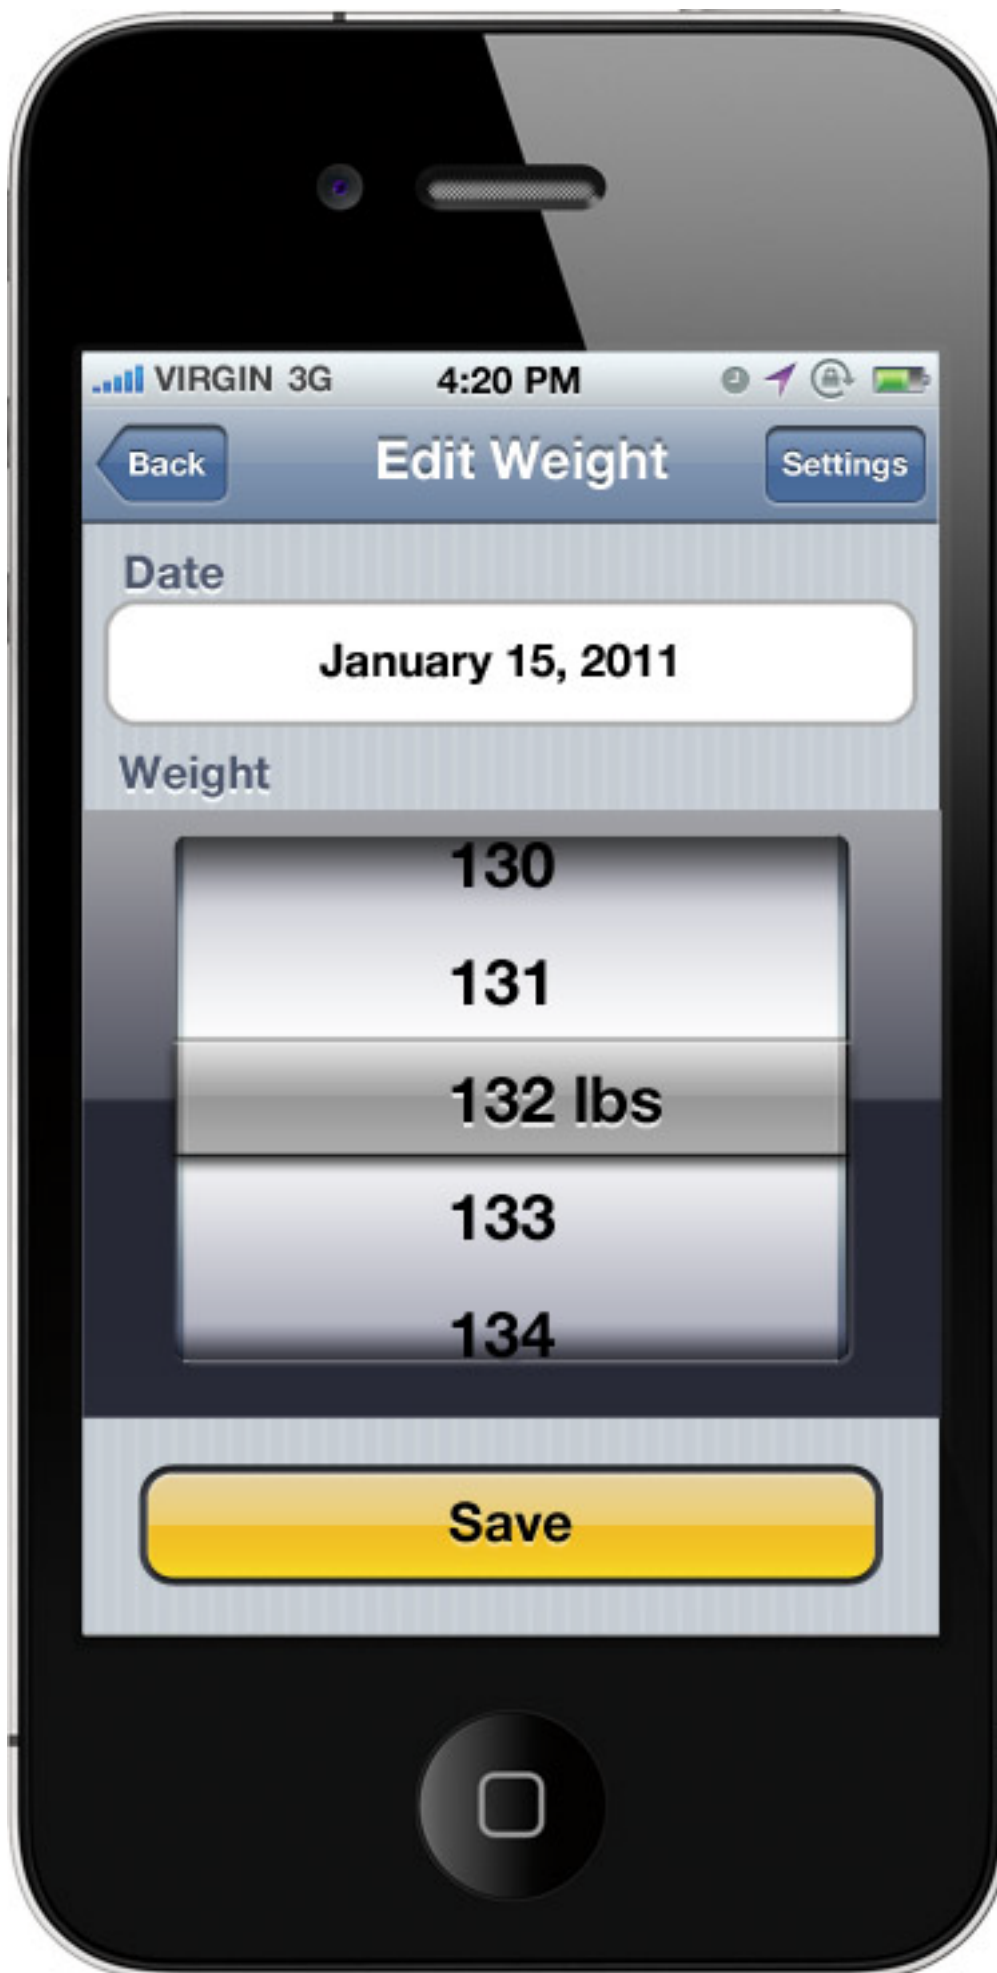 VIRGIN 3G 4:20 PM
Back Edit Weight Settings
Date
January 15, 2011
Weight
130
131
132 lbs
133
134
Save